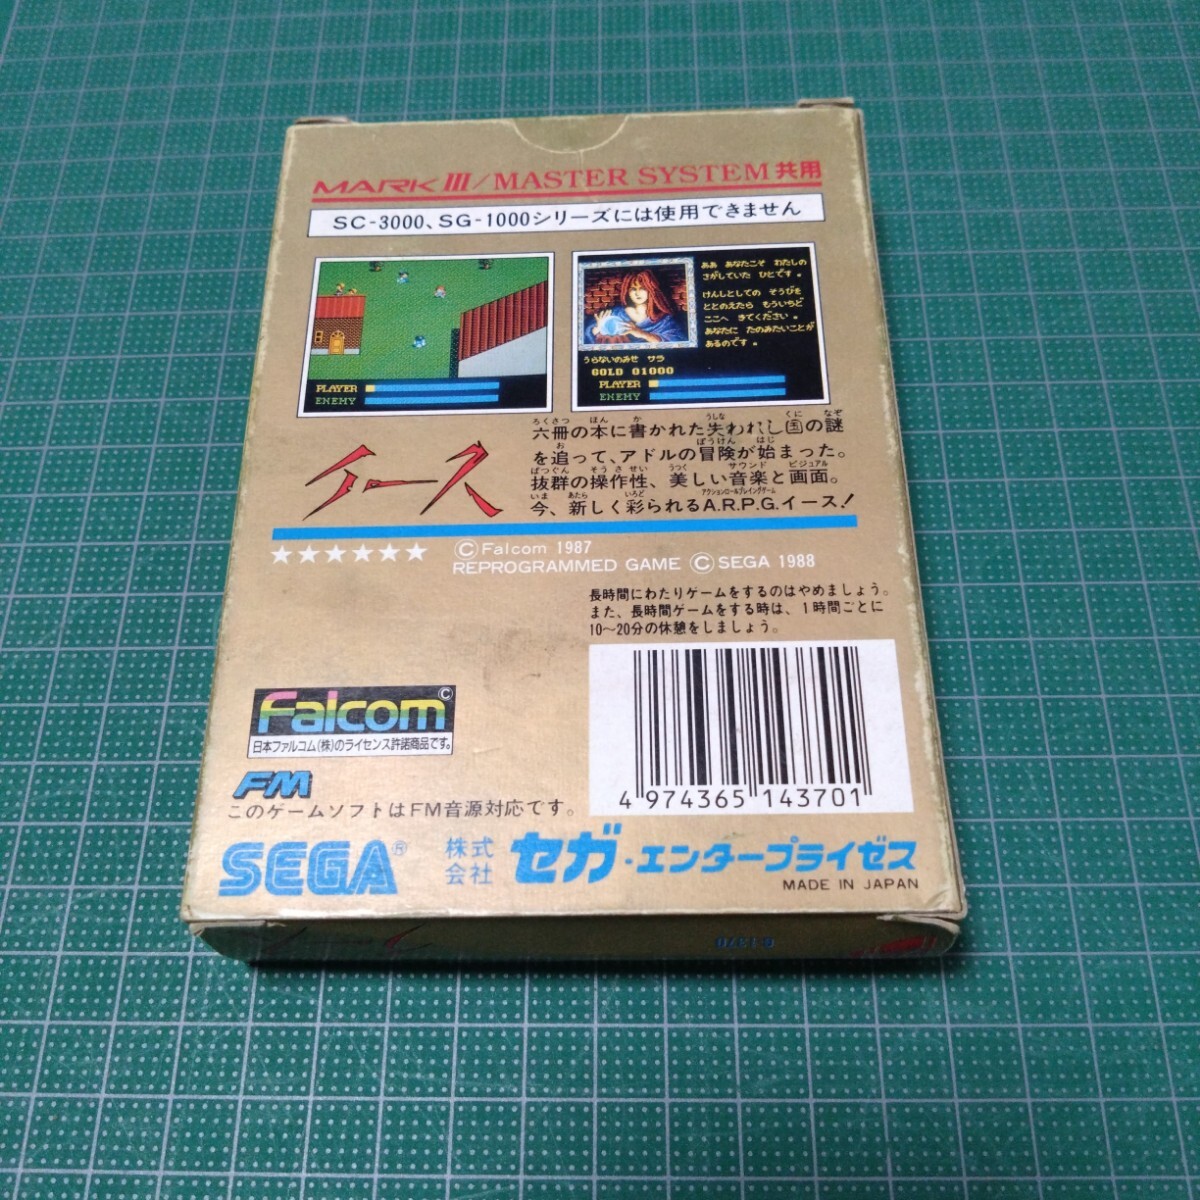 MARK III/MASTER SYSTEM 共用
SC-3000、SG-1000シリーズには使用できません
PLAYER
ENEMY
ああ あなたこそ わたしの
さがしていた ひとです。
けんしとしての そうびを
ととのえたら もういちど
ここへ きてください。
あなたに たのみたいことが
あるのです。
うらないのみせ サラ
GOLD 01000
PLAYER
ENEMY
イース
六冊の本に書かれた失われし国の謎
を追って、アドルの冒険が始まった。
抜群の操作性、美しい音楽と画面。
今、新しく彩られるA.R.P.G.イース!
★★★★★★
©Falcom 1987
REPROGRAMMED GAME ©SEGA 1988
長時間にわたりゲームをするのはやめましょう。
また、長時間ゲームをする時は、1時間ごとに
10〜20分の休憩をしましょう。
Falcom©
日本ファルコム(株)のライセンス許諾商品です。
4 974365 143701
FM
このゲームソフトはFM音源対応です。
SEGA® 株式会社 セガ・エンタープライゼス
MADE IN JAPAN